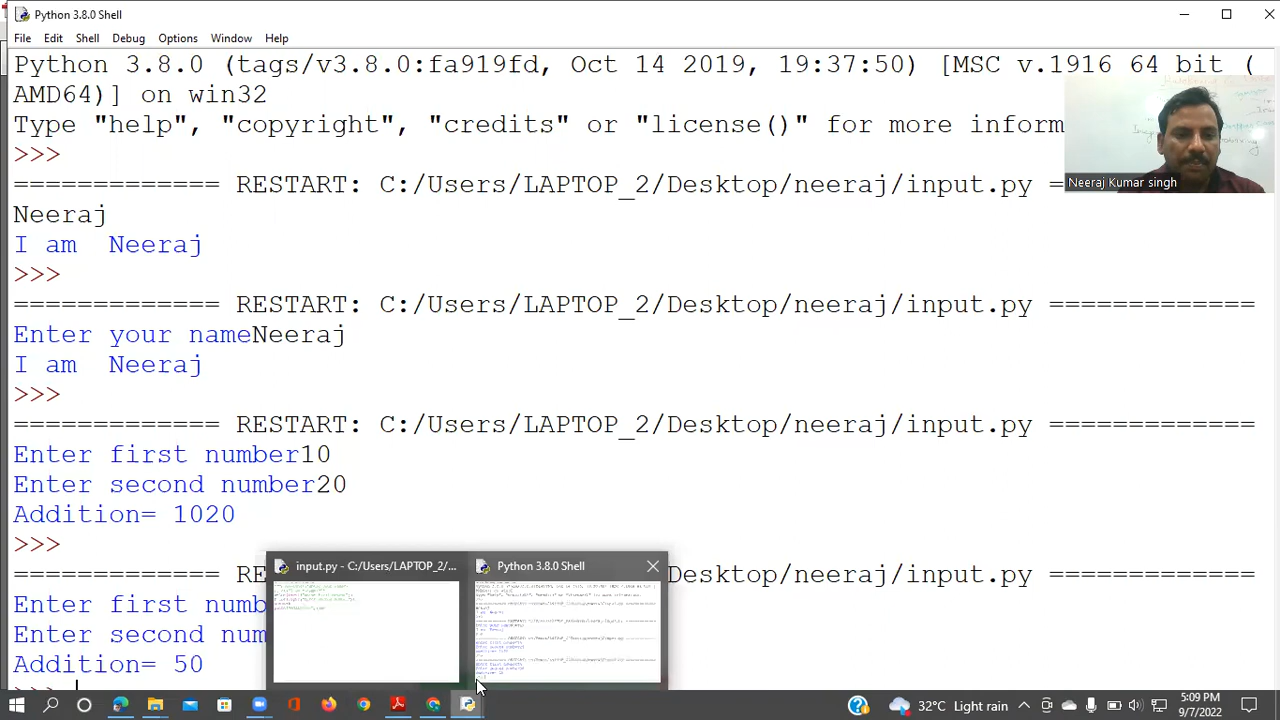 Python 3.8.0 Shell
File Edit Shell Debug Options Window Help
Python 3.8.0 (tags/v3.8.0:fa919fd, Oct 14 2019, 19:37:50) [MSC v.1916 64 bit (
AMD64)] on win32
Type "help", "copyright", "credits" or "license()" for more inform
>>>
============= RESTART: C:/Users/LAPTOP_2/Desktop/neeraj/input.py =
Neeraj Kumar singh
Neeraj
I am  Neeraj
>>>
============= RESTART: C:/Users/LAPTOP_2/Desktop/neeraj/input.py =============
Enter your nameNeeraj
I am  Neeraj
>>>
============= RESTART: C:/Users/LAPTOP_2/Desktop/neeraj/input.py =============
Enter first number10
Enter second number20
Addition= 1020
>>>
============= RE
Desktop/neeraj/input.py =============
Enter first numb
Enter second num
Addition= 50
>>>
input.py - C:/Users/LAPTOP_2/...
Python 3.8.0 Shell
32°C Light rain
5:09 PM
9/7/2022